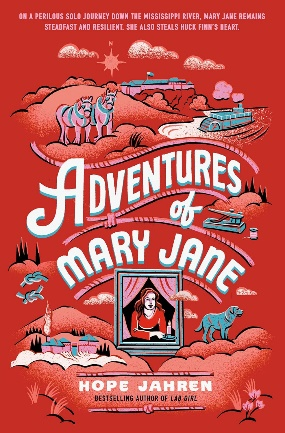 ON A PERILOUS SOLO JOURNEY DOWN THE MISSISSIPPI RIVER, MARY JANE REMAINS
STEADFAST AND RESILIENT. SHE ALSO STEALS HUCK FINN'S HEART.
ADVENTURES
of
MARY JANE
HOPE JAHREN
BESTSELLING AUTHOR OF LAB GIRL